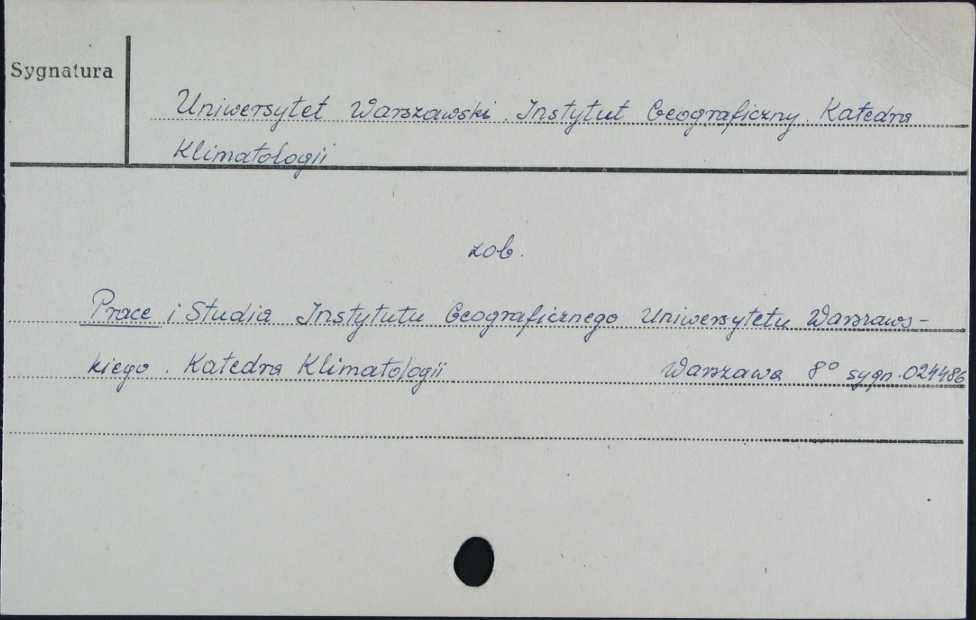 Sygnatura
Uniwersytet Warszawski. Instytut Geograficzny. Katedra
Klimatologii
zob.
Prace i Studia Instytutu Geograficznego Uniwersytetu Warszaws-
kiego. Katedra Klimatologii Warszawa 8° sygn. 024486